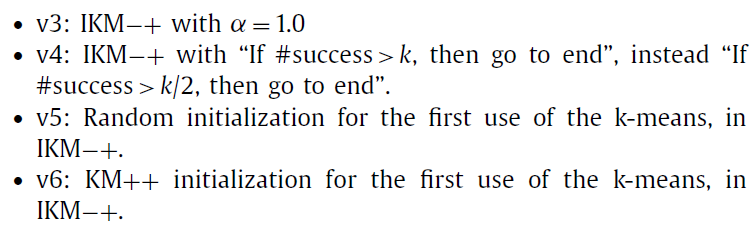 • v3: IKM−+ with α = 1.0
• v4: IKM−+ with “If #success > k, then go to end”, instead “If
#success > k/2, then go to end”.
• v5: Random initialization for the first use of the k-means, in
IKM−+.
• v6: KM++ initialization for the first use of the k-means, in
IKM−+.